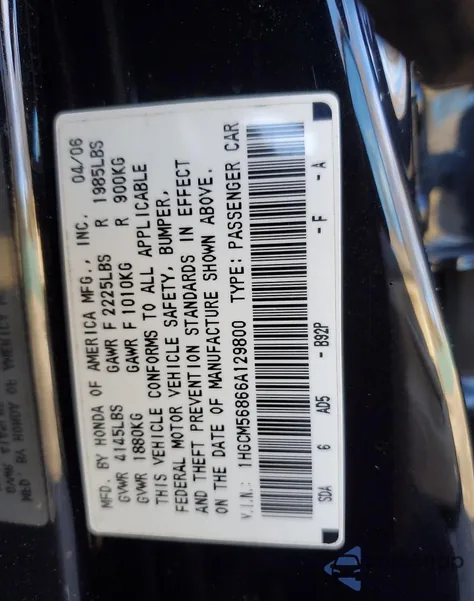 MFD. BY HONDA OF AMERICA MFG., INC. 04/06
GVWR 4145LBS GAWR F 2225LBS R 1985LBS
GVWR 1880KG GAWR F 1010KG R 900KG
THIS VEHICLE CONFORMS TO ALL APPLICABLE
FEDERAL MOTOR VEHICLE SAFETY, BUMPER,
AND THEFT PREVENTION STANDARDS IN EFFECT
ON THE DATE OF MANUFACTURE SHOWN ABOVE.
V.I.N.: 1HGCM56866A129800 TYPE: PASSENGER CAR
SDA 6 AD5 - B92P - F - A